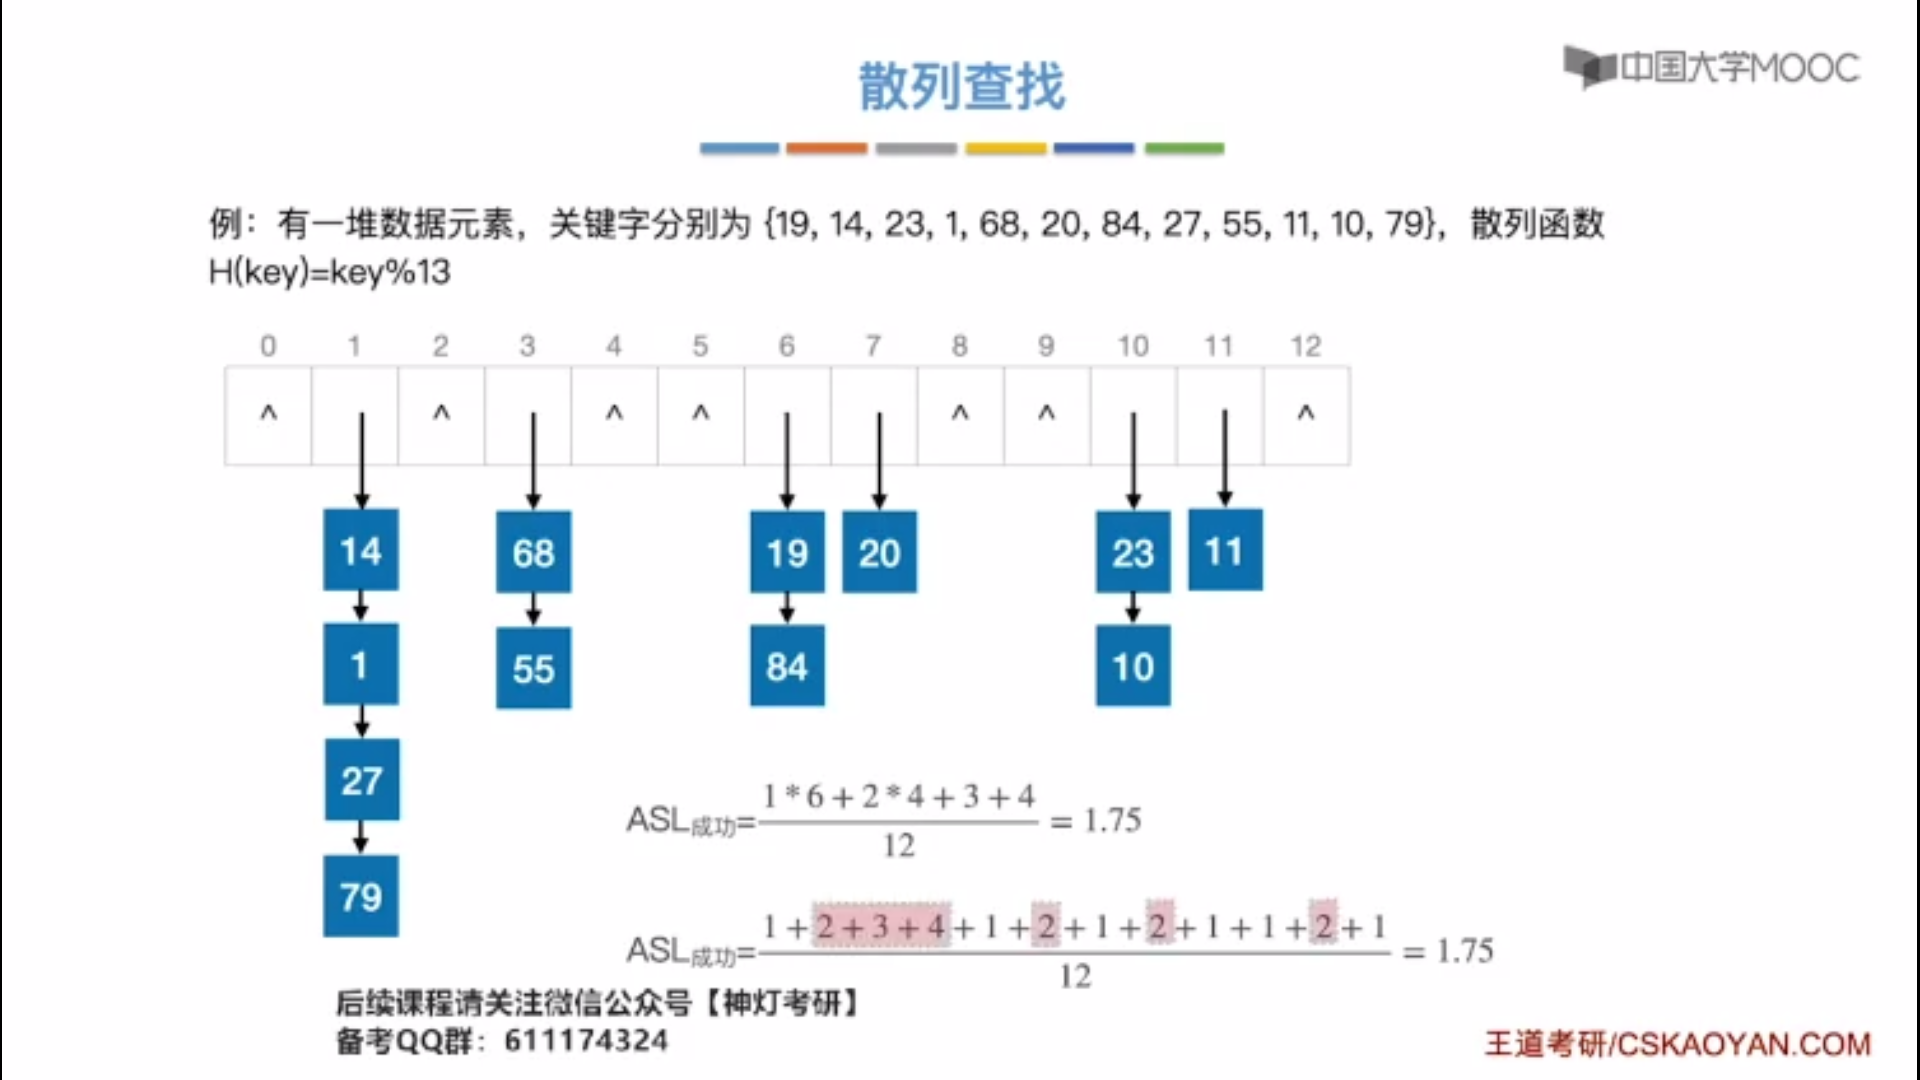 散列查找
中国大学MOOC
例：有一堆数据元素，关键字分别为 {19, 14, 23, 1, 68, 20, 84, 27, 55, 11, 10, 79}，散列函数
H(key)=key%13
0 1 2 3 4 5 6 7 8 9 10 11 12
^ ^ ^ ^ ^ ^ ^
14 68 19 20 23 11
1 55 84 10
27
79
ASL成功= 1 * 6 + 2 * 4 + 3 + 4 / 12 = 1.75
ASL成功= 1 + 2 + 3 + 4 + 1 + 2 + 1 + 2 + 1 + 1 + 2 + 1 / 12 = 1.75
后续课程请关注微信公众号【神灯考研】
备考QQ群：611174324
王道考研/CSKAOYAN.COM